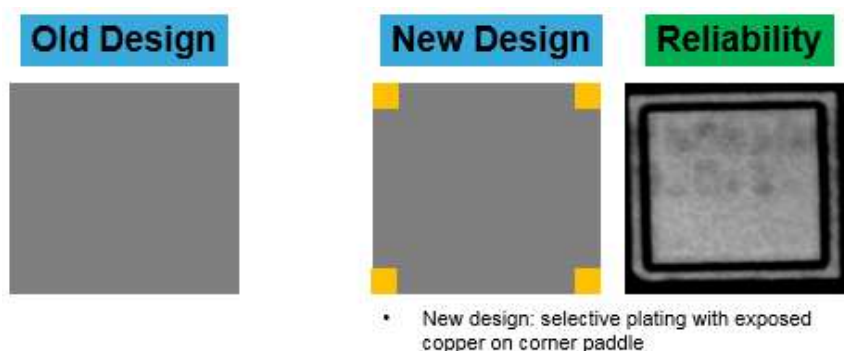 Old Design
New Design
Reliability
• New design: selective plating with exposed
copper on corner paddle